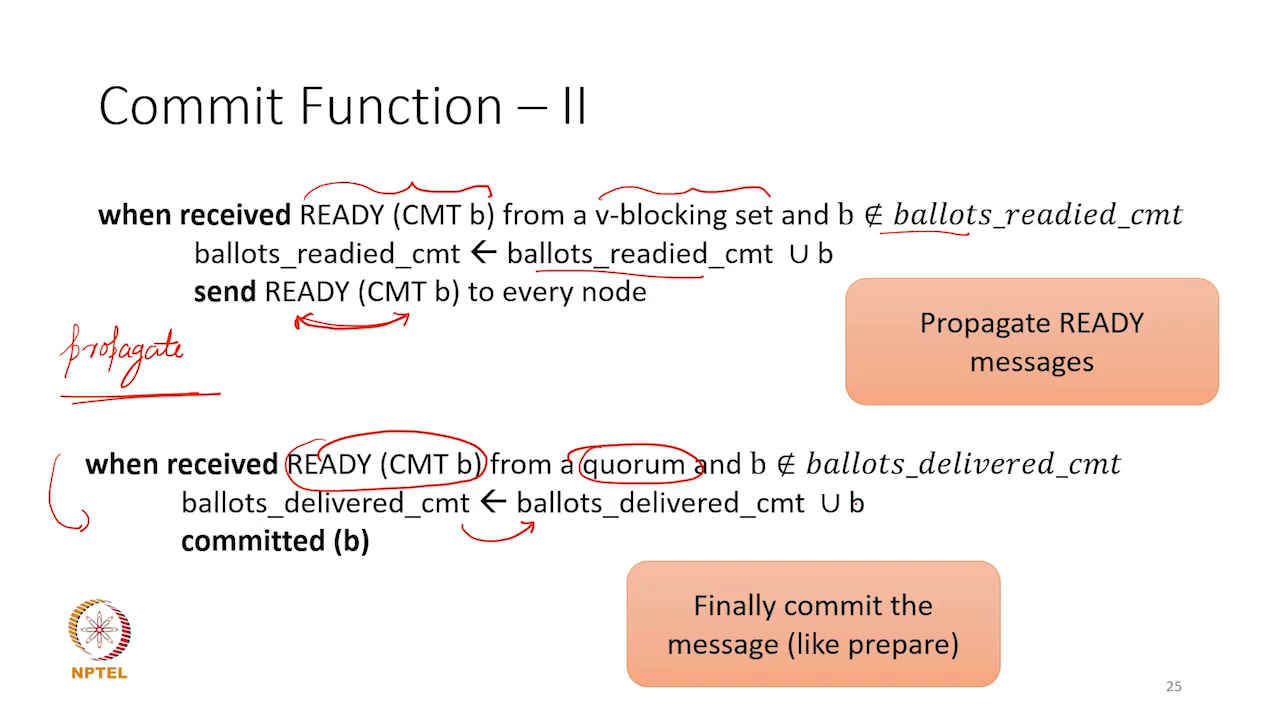 Commit Function – II
when received READY (CMT b) from a v-blocking set and b ∉ ballots_readied_cmt
ballots_readied_cmt ← ballots_readied_cmt ∪ b
send READY (CMT b) to every node
Propagate READY
messages
propagate
when received READY (CMT b) from a quorum and b ∉ ballots_delivered_cmt
ballots_delivered_cmt ← ballots_delivered_cmt ∪ b
committed (b)
Finally commit the
message (like prepare)
NPTEL
25